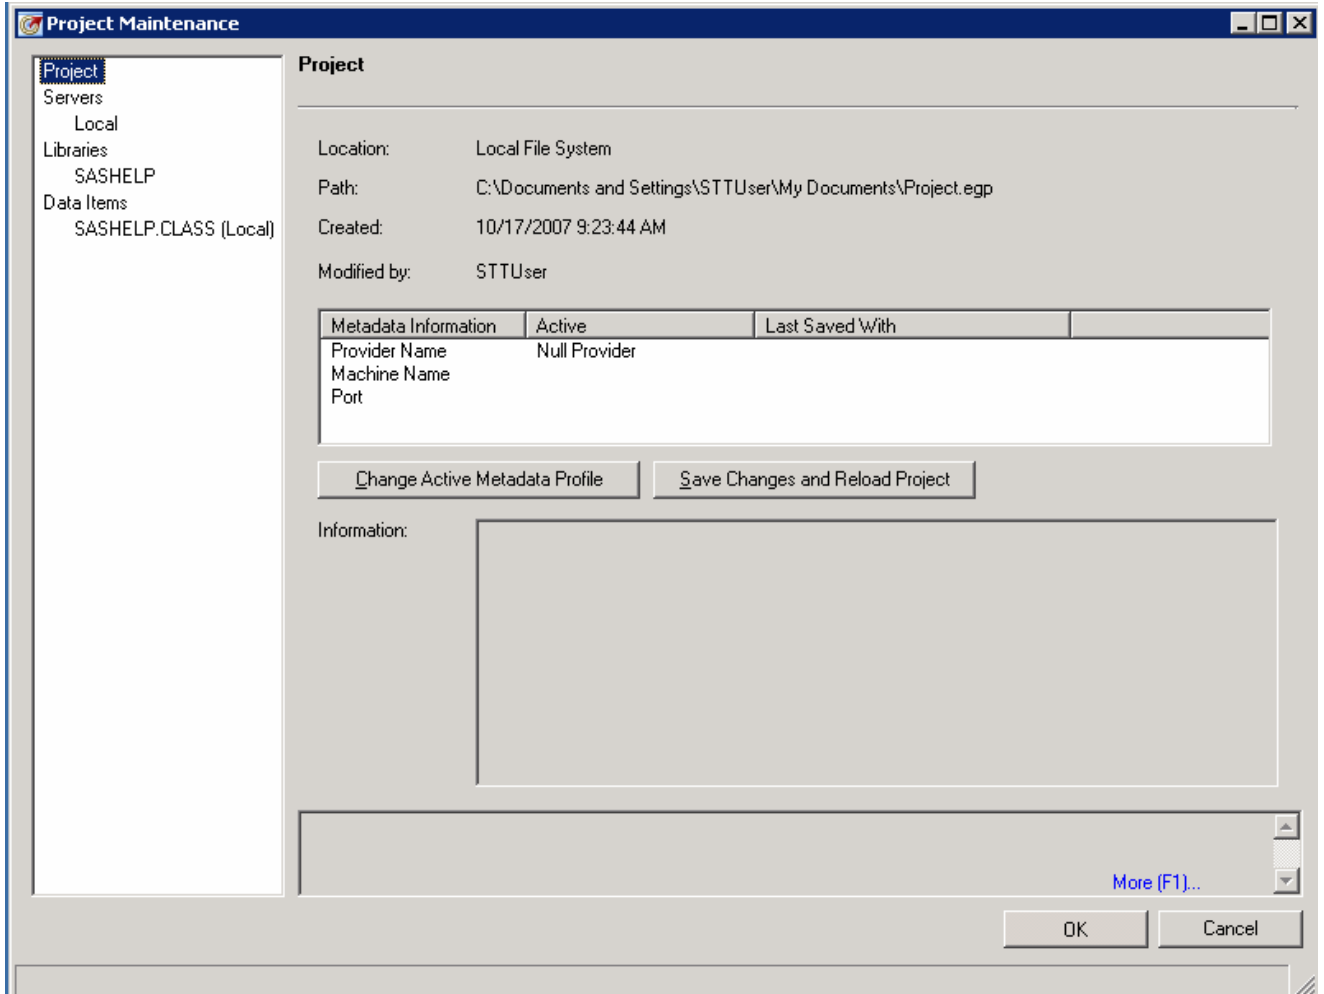 Project Maintenance
Project
Servers
Local
Libraries
SASHELP
Data Items
SASHELP.CLASS (Local)
Project
Location: Local File System
Path: C:\Documents and Settings\STTUser\My Documents\Project.egp
Created: 10/17/2007 9:23:44 AM
Modified by: STTUser
Metadata Information Active Last Saved With
Provider Name Null Provider
Machine Name
Port
Change Active Metadata Profile Save Changes and Reload Project
Information:
More (F1)...
OK Cancel